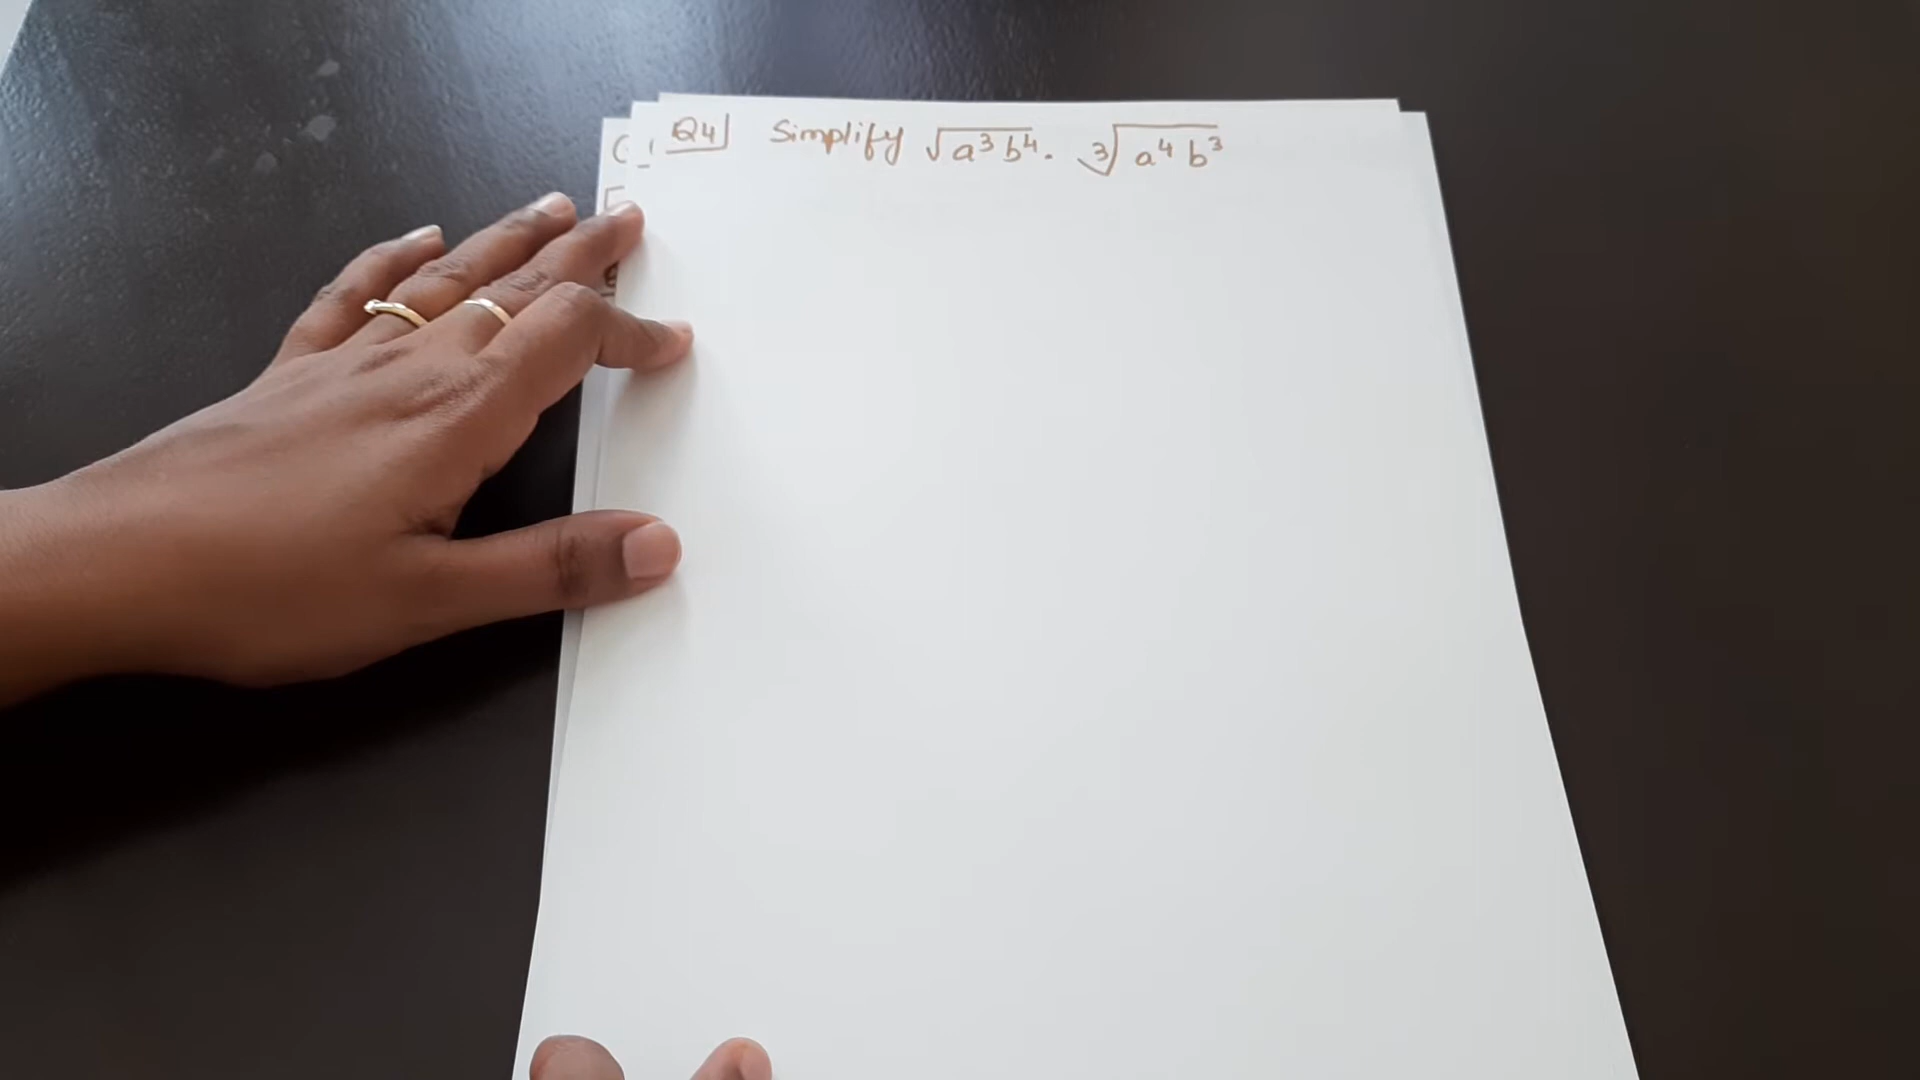 Q4 Simplify √a³b⁴ . ∛a⁴b³